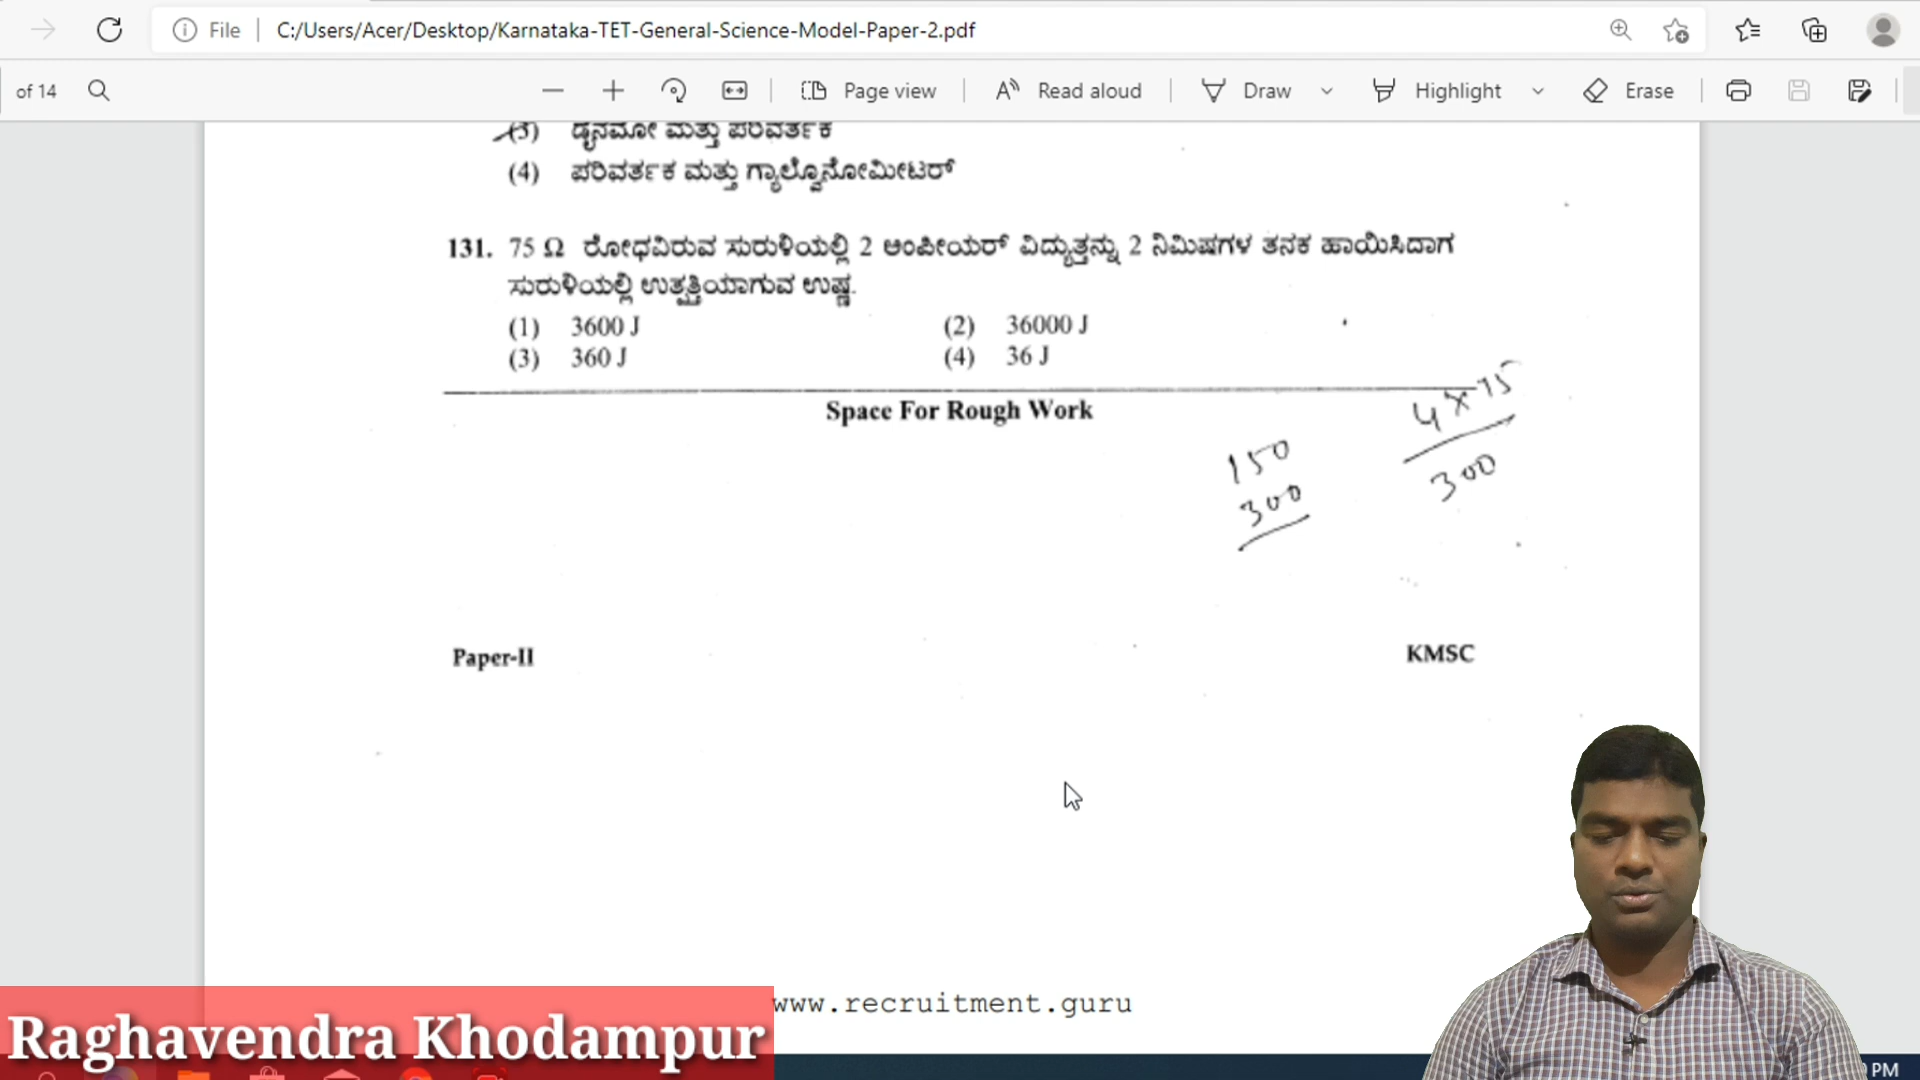 File
C:/Users/Acer/Desktop/Karnataka-TET-General-Science-Model-Paper-2.pdf
of 14
Page view
Read aloud
Draw
Highlight
Erase
(3) ಡೈನಮೋ ಮತ್ತು ಪರಿವರ್ತಕ
(4) ಪರಿವರ್ತಕ ಮತ್ತು ಗ್ಯಾಲ್ವೊನೋಮೀಟರ್
131. 75 Ω ರೋಧವಿರುವ ಸುರುಳಿಯಲ್ಲಿ 2 ಅಂಪೀಯರ್ ವಿದ್ಯುತ್ತನ್ನು 2 ನಿಮಿಷಗಳ ತನಕ ಹಾಯಿಸಿದಾಗ
ಸುರುಳಿಯಲ್ಲಿ ಉತ್ಪತ್ತಿಯಾಗುವ ಉಷ್ಣ.
(1) 3600 J (2) 36000 J
(3) 360 J (4) 36 J
Space For Rough Work
4 x 75
300
150
300
Paper-II KMSC
www.recruitment.guru
Raghavendra Khodampur
PM